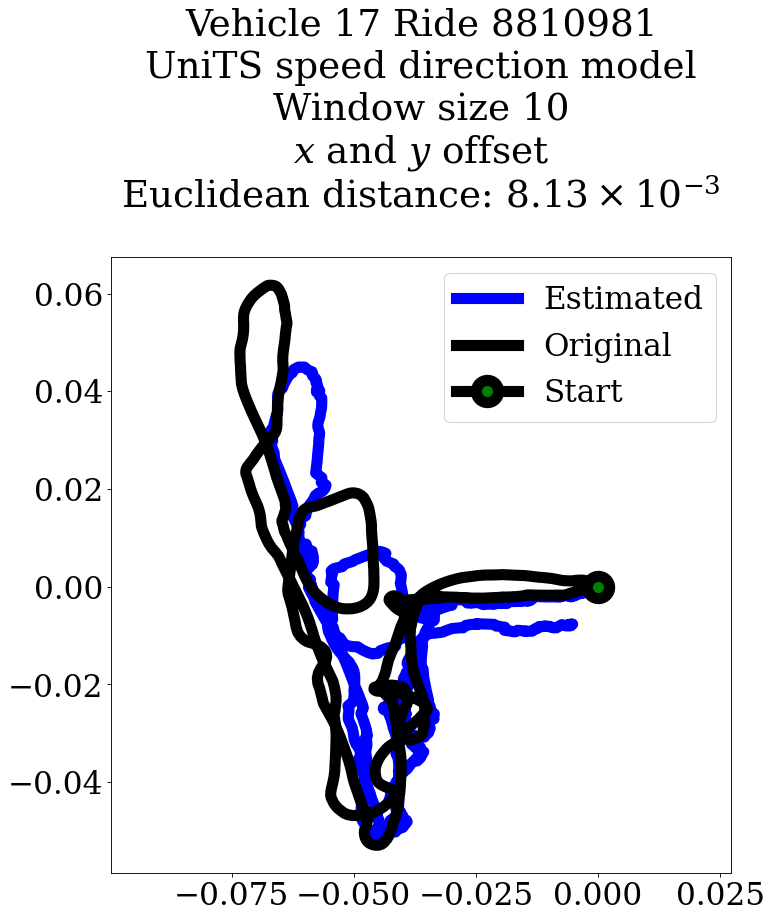 Vehicle 17 Ride 8810981
UniTS speed direction model
Window size 10
x and y offset
Euclidean distance: 8.13 × 10⁻³
Estimated
Original
Start
0.06
0.04
0.02
0.00
−0.02
−0.04
−0.075 −0.050 −0.025 0.000 0.025